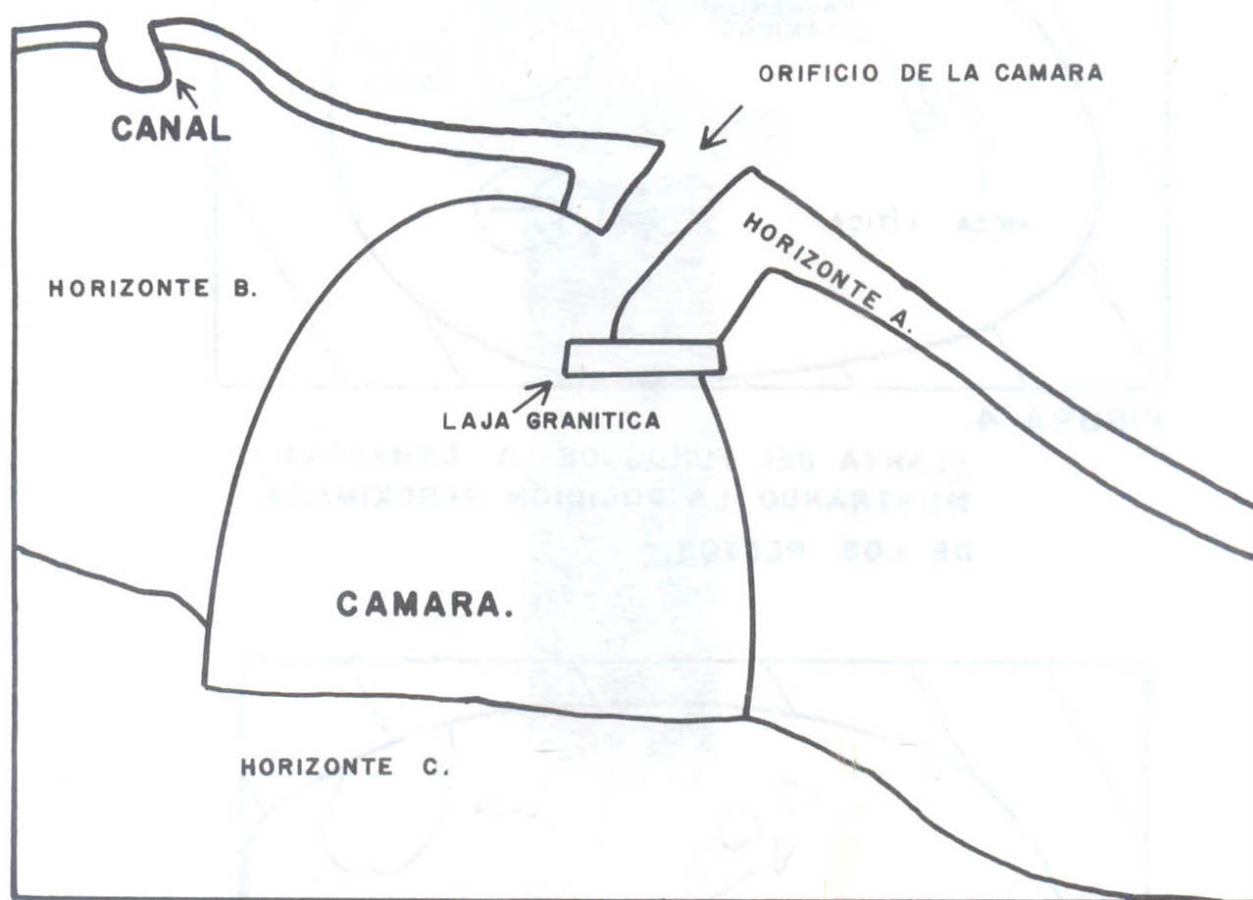 ORIFICIO DE LA CAMARA
CANAL
HORIZONTE A.
HORIZONTE B.
LAJA GRANITICA
CAMARA.
HORIZONTE C.